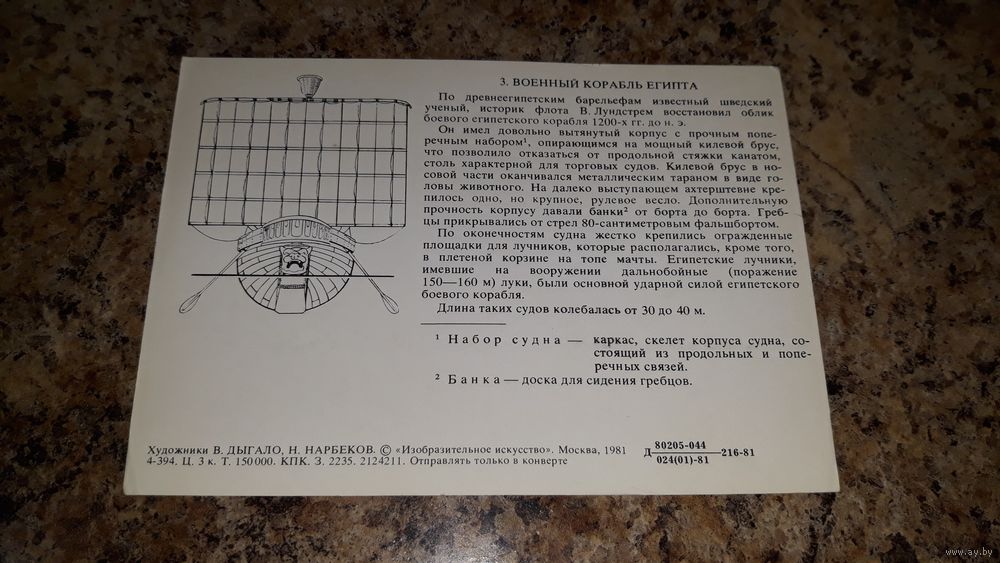 3. ВОЕННЫЙ КОРАБЛЬ ЕГИПТА
По древнеегипетским барельефам известный шведский
ученый, историк флота В. Лундстрем восстановил облик
боевого египетского корабля 1200-х гг. до н. э.
Он имел довольно вытянутый корпус с прочным попе-
речным набором¹, опирающимся на мощный килевой брус,
что позволило отказаться от продольной стяжки канатом,
столь характерной для торговых судов. Килевой брус в но-
совой части оканчивался металлическим тараном в виде го-
ловы животного. На далеко выступающем ахтерштевне кре-
пилось одно, но крупное, рулевое весло. Дополнительную
прочность корпусу давали банки² от борта до борта. Греб-
цы прикрывались от стрел 80-сантиметровым фальшбортом.
По оконечностям судна жестко крепились огражденные
площадки для лучников, которые располагались, кроме того,
в плетеной корзине на топе мачты. Египетские лучники,
имевшие на вооружении дальнобойные (поражение
150—160 м) луки, были основной ударной силой египетского
боевого корабля.
Длина таких судов колебалась от 30 до 40 м.
¹ Набор судна — каркас, скелет корпуса судна, со-
стоящий из продольных и попе-
речных связей.
² Банка — доска для сидения гребцов.
Художники В. ДЫГАЛО, Н. НАРБЕКОВ. © «Изобразительное искусство». Москва, 1981
4-394. Ц. 3 к. Т. 150 000. КПК. З. 2235. 2124211. Отправлять только в конверте
80205-044
Д 216-81
024(01)-81
www.ay.by